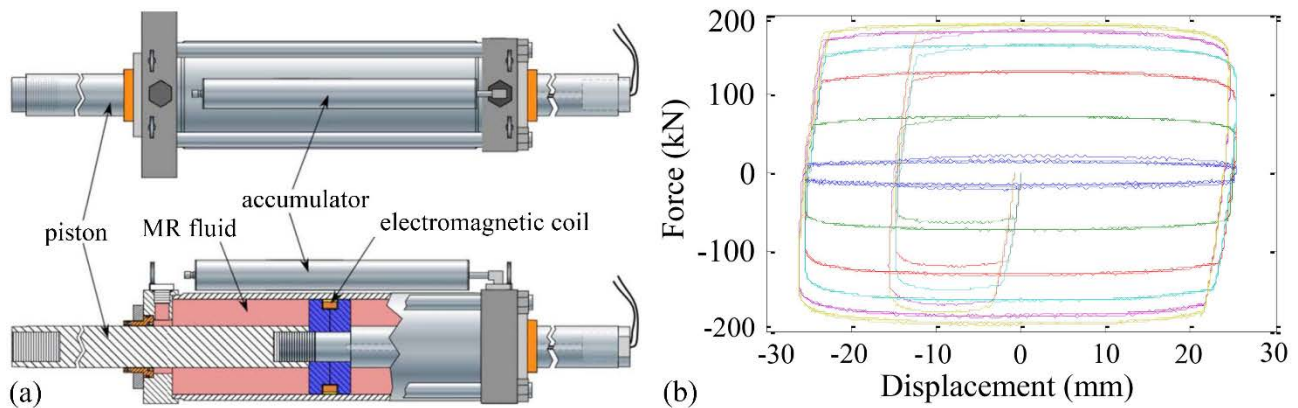 piston
accumulator
MR fluid
electromagnetic coil
(a)
Force (kN)
200
100
0
-100
-200
-30
-20
-10
0
10
20
30
Displacement (mm)
(b)